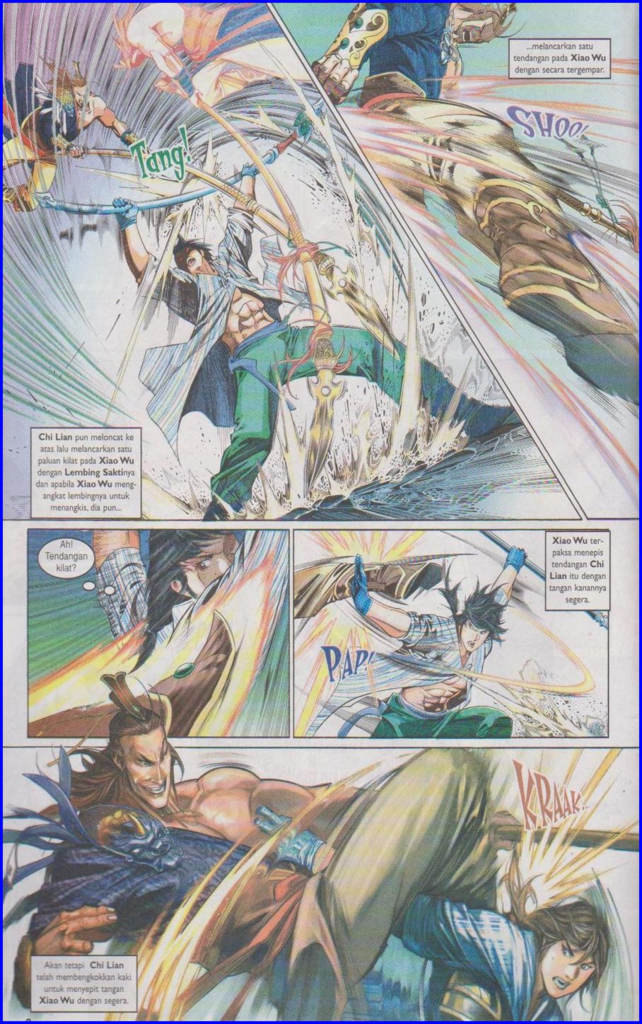 Tang!
Chi Lian pun meloncat ke
atas lalu melancarkan satu
paluan kilat pada Xiao Wu
dengan Lembing Saktinya
dan apabila Xiao Wu meng-
angkat lembingnya untuk
menangkis, dia pun...
...melancarkan satu
tendangan pada Xiao Wu
dengan secara tergempar.
SHOO!
Ah!
Tendangan
kilat?
Xiao Wu ter-
paksa menepis
tendangan Chi
Lian itu dengan
tangan kanannya
segera.
PAP!
KRAAK!
Akan tetapi Chi Lian
telah membengkokkan kaki
untuk menyepit tangan
Xiao Wu dengan segera.